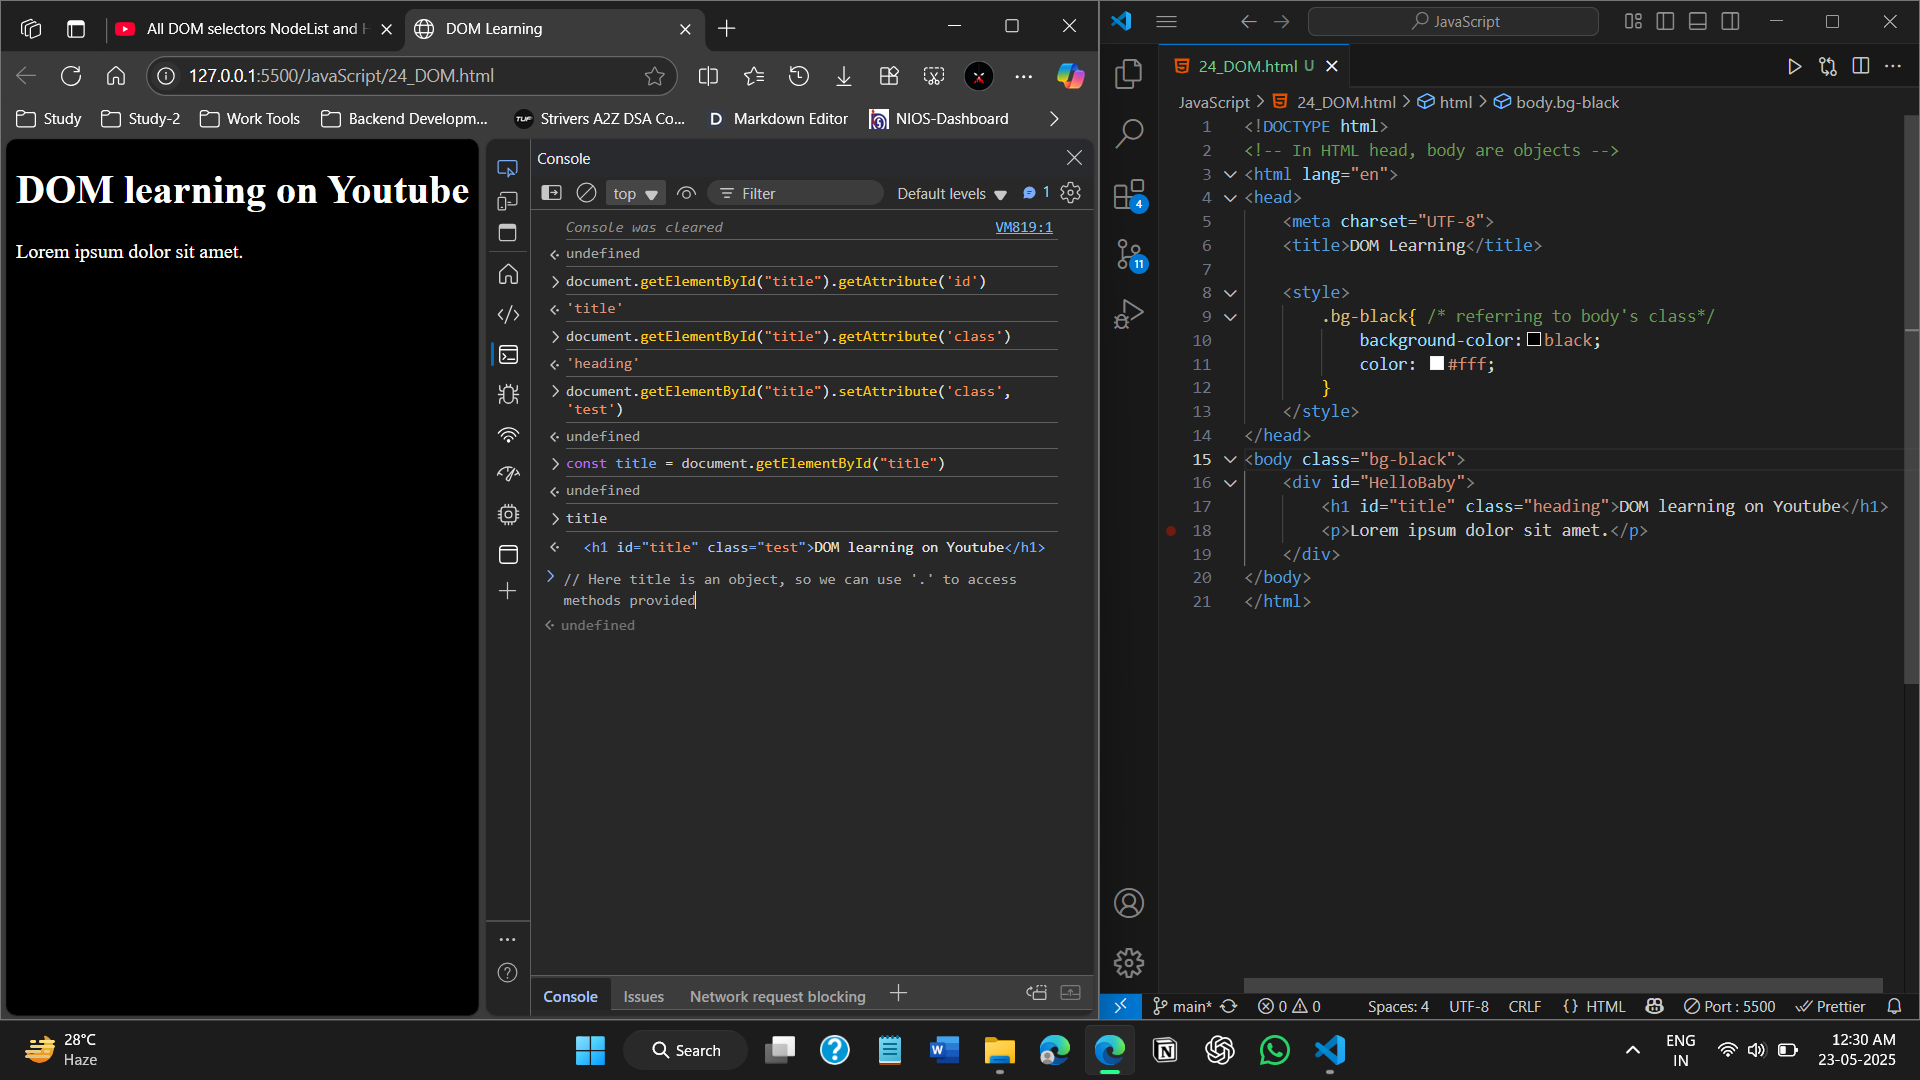 All DOM selectors NodeList and H
DOM Learning
127.0.0.1:5500/JavaScript/24_DOM.html
Study
Study-2
Work Tools
Backend Developm...
TUF
Strivers A2Z DSA Co...
D
Markdown Editor
NIOS-Dashboard
DOM learning on Youtube
Lorem ipsum dolor sit amet.
Console
top
Filter
Default levels
1
Console was cleared
VM819:1
undefined
document.getElementById("title").getAttribute('id')
'title'
document.getElementById("title").getAttribute('class')
'heading'
document.getElementById("title").setAttribute('class',
'test')
undefined
const title = document.getElementById("title")
undefined
title
<h1 id="title" class="test">DOM learning on Youtube</h1>
// Here title is an object, so we can use '.' to access
methods provided
undefined
Console
Issues
Network request blocking
JavaScript
24_DOM.html U
JavaScript > 24_DOM.html > html > body.bg-black
4
11
1 <!DOCTYPE html>
2 <!-- In HTML head, body are objects -->
3 <html lang="en">
4 <head>
5 <meta charset="UTF-8">
6 <title>DOM Learning</title>
7
8 <style>
9 .bg-black{ /* referring to body's class*/
10 background-color: black;
11 color: #fff;
12 }
13 </style>
14 </head>
15 <body class="bg-black">
16 <div id="HelloBaby">
17 <h1 id="title" class="heading">DOM learning on Youtube</h1>
18 <p>Lorem ipsum dolor sit amet.</p>
19 </div>
20 </body>
21 </html>
main*
0
0
Spaces: 4
UTF-8
CRLF
{} HTML
Port : 5500
Prettier
28°C
Haze
Search
ENG
IN
12:30 AM
23-05-2025